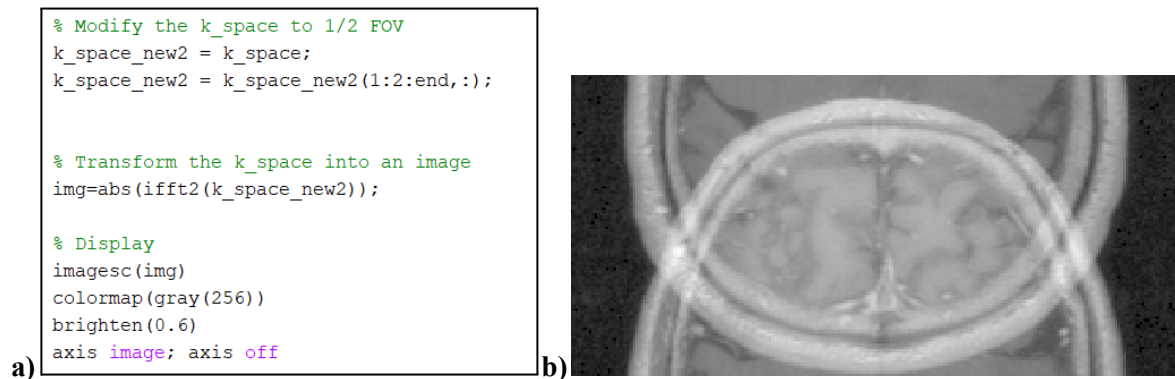 % Modify the k_space to 1/2 FOV
k_space_new2 = k_space;
k_space_new2 = k_space_new2(1:2:end,:);
% Transform the k_space into an image
img=abs(ifft2(k_space_new2));
% Display
imagesc(img)
colormap(gray(256))
brighten(0.6)
axis image; axis off
a)
b)